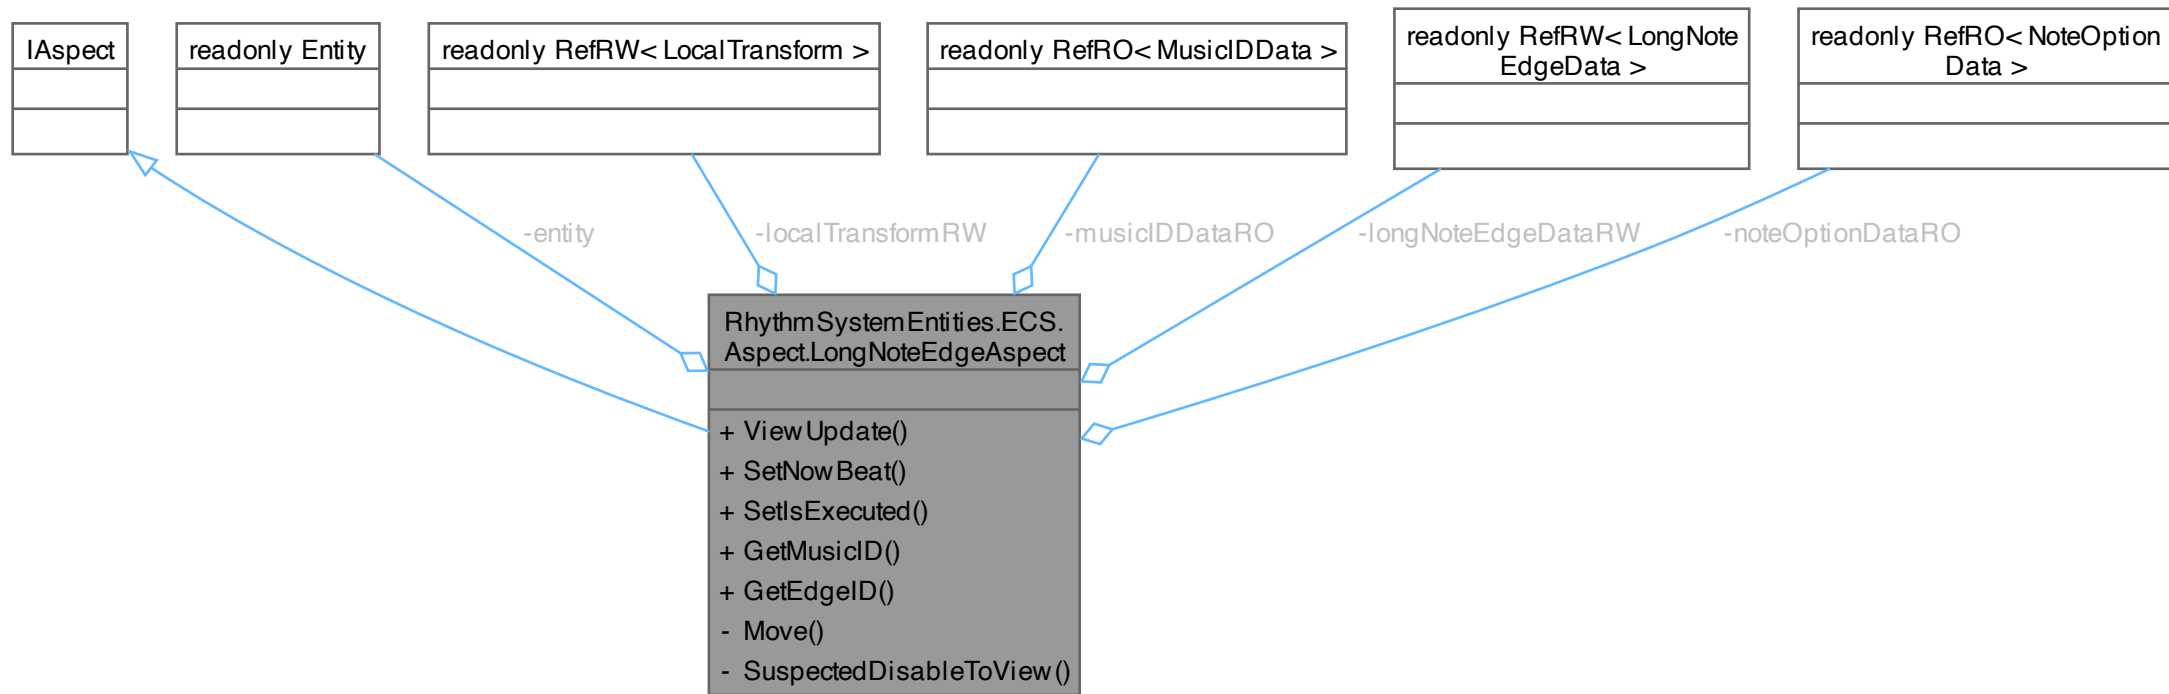 IAspect
readonly Entity
readonly RefRW< LocalTransform >
readonly RefRO< MusicIDData >
readonly RefRW< LongNote
EdgeData >
readonly RefRO< NoteOption
Data >
-entity
-localTransformRW
-musicIDDataRO
-longNoteEdgeDataRW
-noteOptionDataRO
RhythmSystemEntities.ECS.
Aspect.LongNoteEdgeAspect
+ ViewUpdate()
+ SetNowBeat()
+ SetIsExecuted()
+ GetMusicID()
+ GetEdgeID()
- Move()
- SuspectedDisableToView()